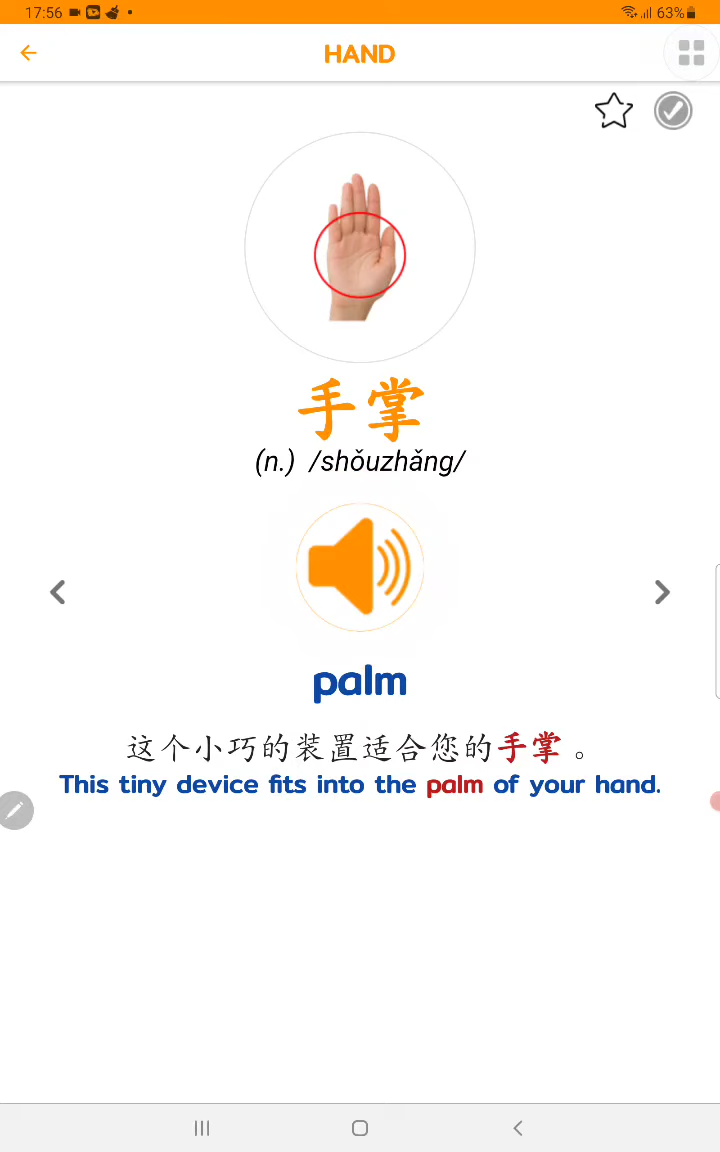 17:56
63%
HAND
手掌
(n.) /shǒuzhǎng/
palm
这个小巧的装置适合您的手掌。
This tiny device fits into the palm of your hand.